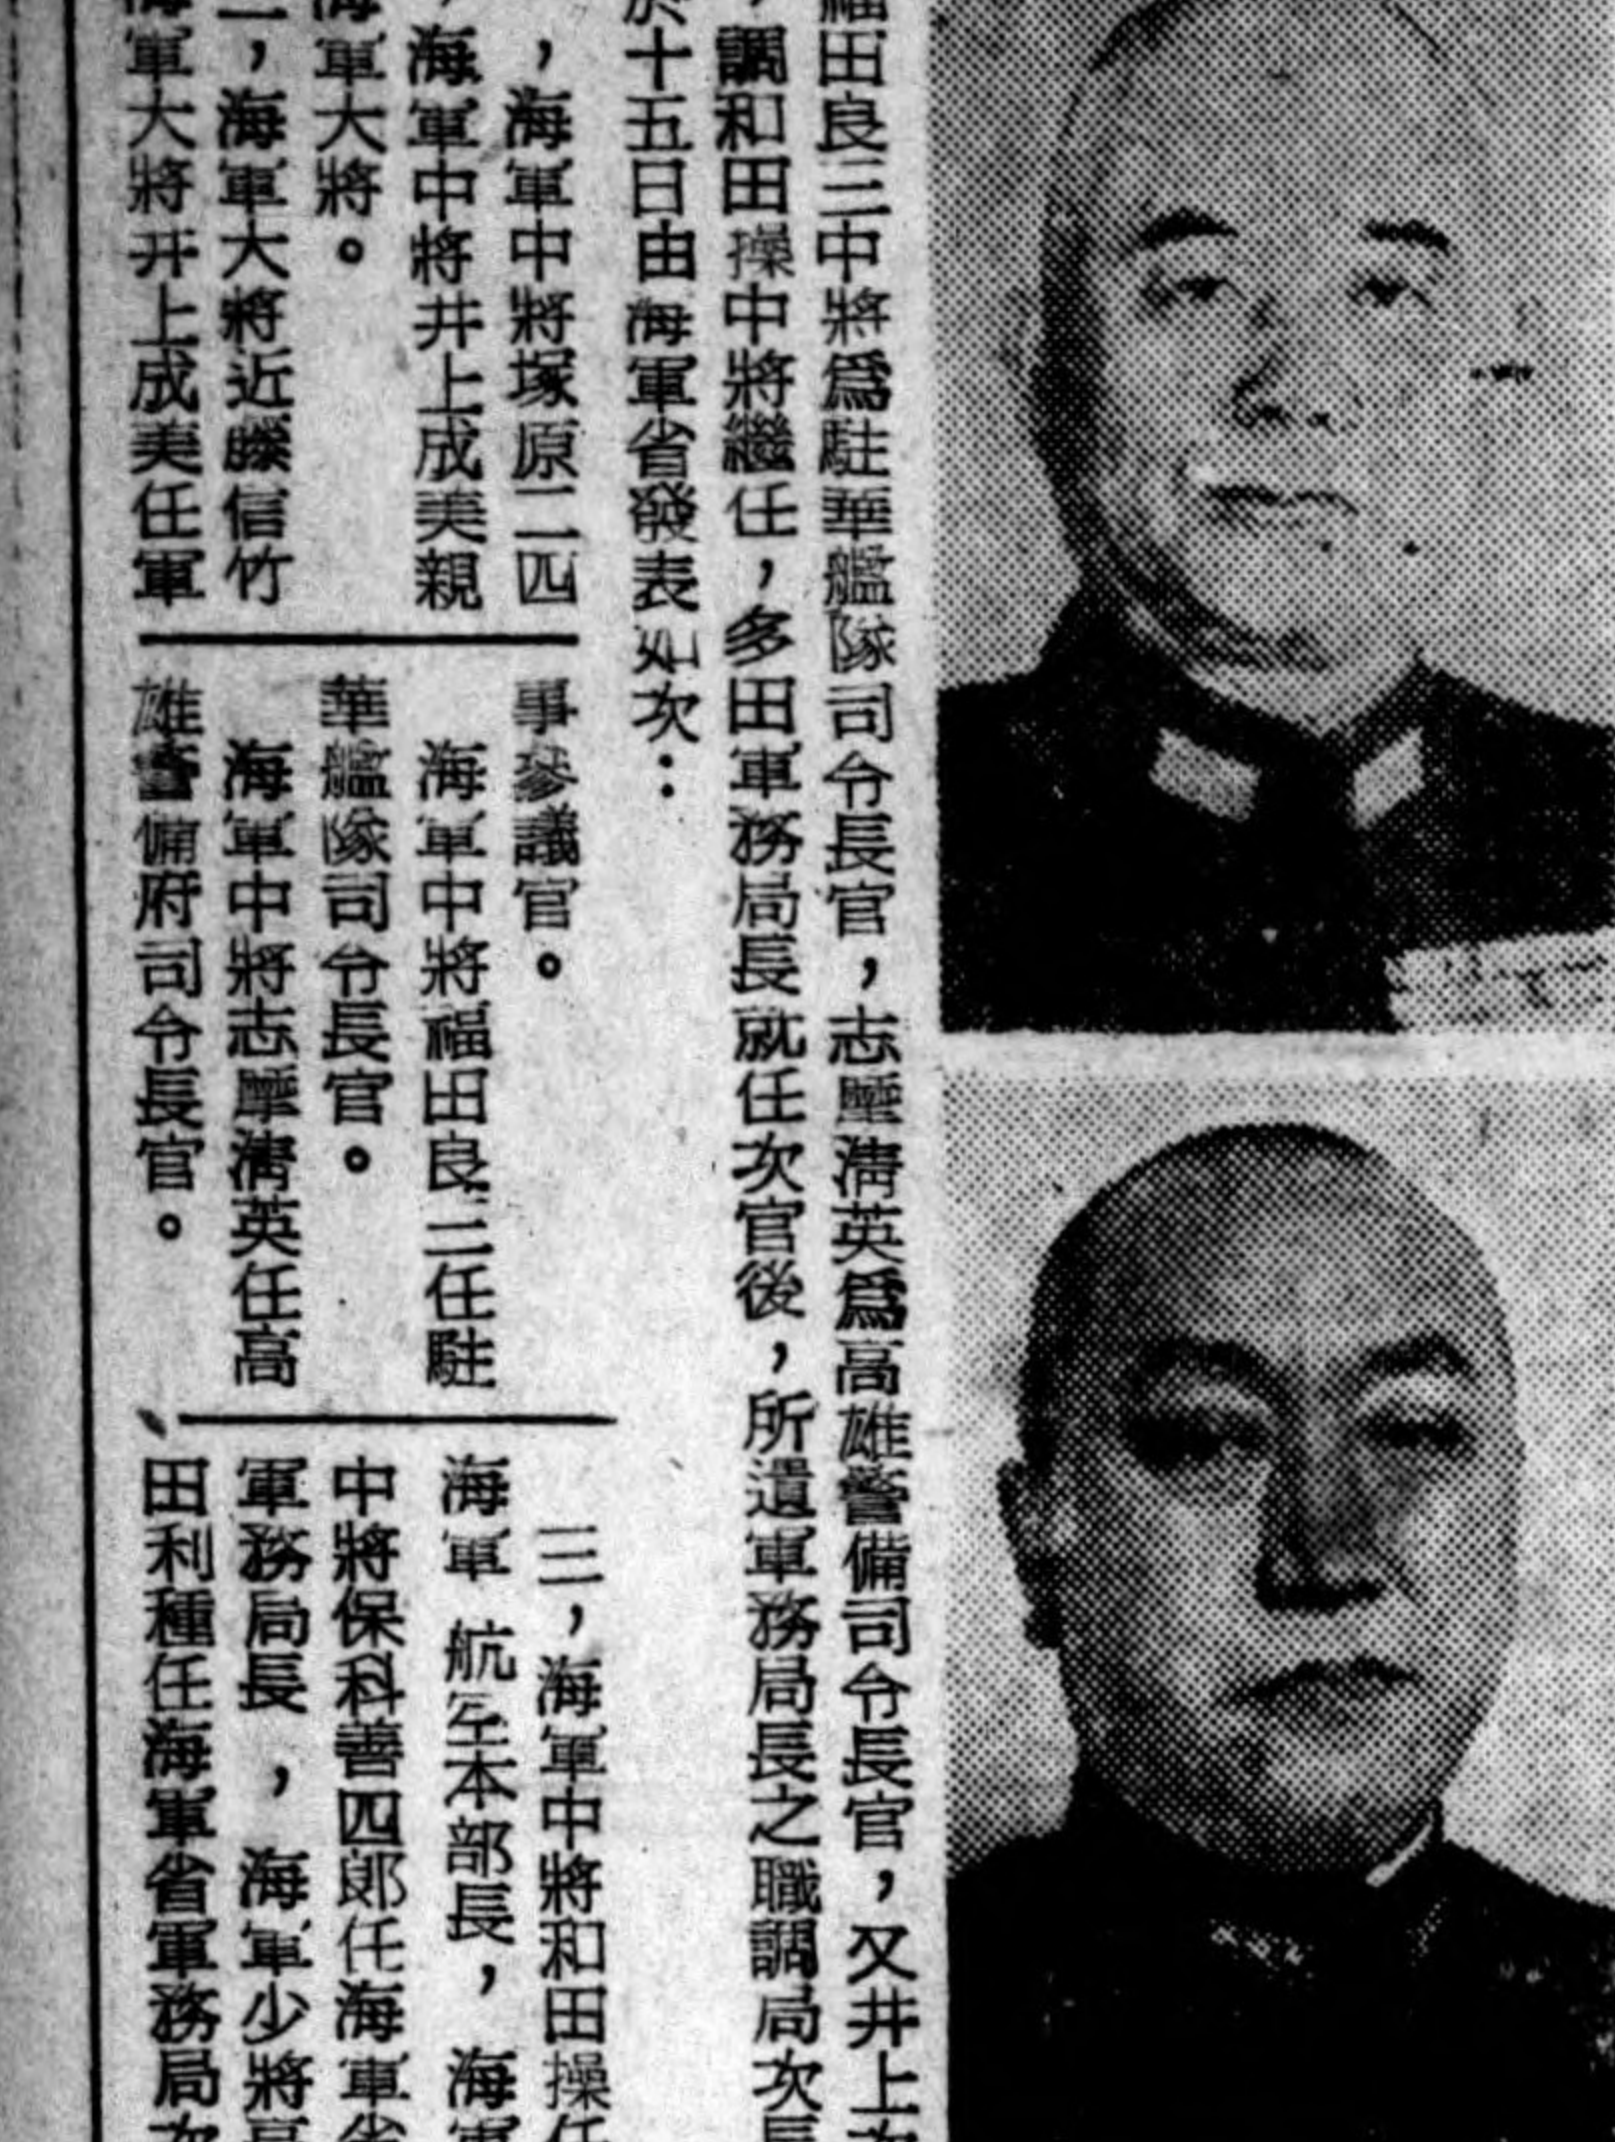 福田良三中將爲駐華艦隊司令長官，志摩淸英爲高雄警備司令長官，又井上次
，調和田操中將繼任，多田軍務局長就任次官後，所遺軍務局長之職調局次長
於十五日由海軍省發表如次：
，海軍中將塚原二四
，海軍中將井上成美親
海軍大將。
二，海軍大將近藤信竹
海軍大將井上成美任軍
事參議官。
海軍中將福田良三任駐
華艦隊司令長官。
海軍中將志摩淸英任高
雄警備府司令長官。
三，海軍中將和田操任
海軍航空本部長，海軍
中將保科善四郞任海軍省
軍務局長，海軍少將高
田利種任海軍省軍務局次